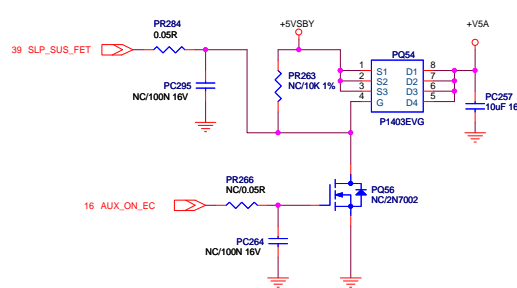 PR284
0.05R
39 SLP_SUS_FET
PC295
NC/100N 16V
+5VSBY
+V5A
PQ54
PR263
NC/10K 1%
1 S1 D1 8
2 S2 D2 7
3 S3 D3 6
4 G D4 5
P1403EVG
PC257
10uF 16
PR266
NC/0.05R
16 AUX_ON_EC
PC264
NC/100N 16V
PQ56
NC/2N7002